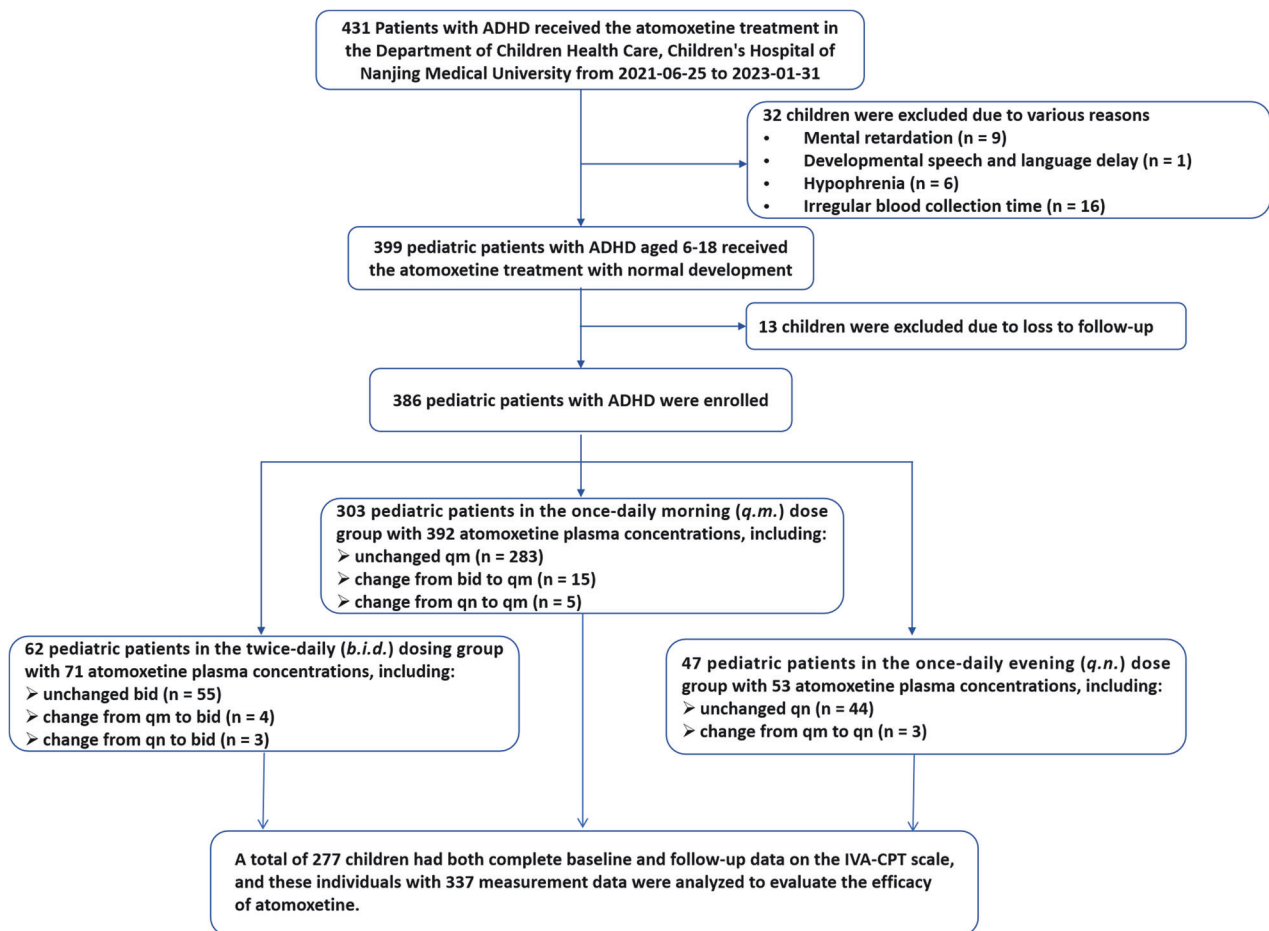 431 Patients with ADHD received the atomoxetine treatment in
the Department of Children Health Care, Children's Hospital of
Nanjing Medical University from 2021-06-25 to 2023-01-31
32 children were excluded due to various reasons
• Mental retardation (n = 9)
• Developmental speech and language delay (n = 1)
• Hypophrenia (n = 6)
• Irregular blood collection time (n = 16)
399 pediatric patients with ADHD aged 6-18 received
the atomoxetine treatment with normal development
13 children were excluded due to loss to follow-up
386 pediatric patients with ADHD were enrolled
303 pediatric patients in the once-daily morning (q.m.) dose
group with 392 atomoxetine plasma concentrations, including:
➢ unchanged qm (n = 283)
➢ change from bid to qm (n = 15)
➢ change from qn to qm (n = 5)
62 pediatric patients in the twice-daily (b.i.d.) dosing group
with 71 atomoxetine plasma concentrations, including:
➢ unchanged bid (n = 55)
➢ change from qm to bid (n = 4)
➢ change from qn to bid (n = 3)
47 pediatric patients in the once-daily evening (q.n.) dose
group with 53 atomoxetine plasma concentrations, including:
➢ unchanged qn (n = 44)
➢ change from qm to qn (n = 3)
A total of 277 children had both complete baseline and follow-up data on the IVA-CPT scale,
and these individuals with 337 measurement data were analyzed to evaluate the efficacy
of atomoxetine.